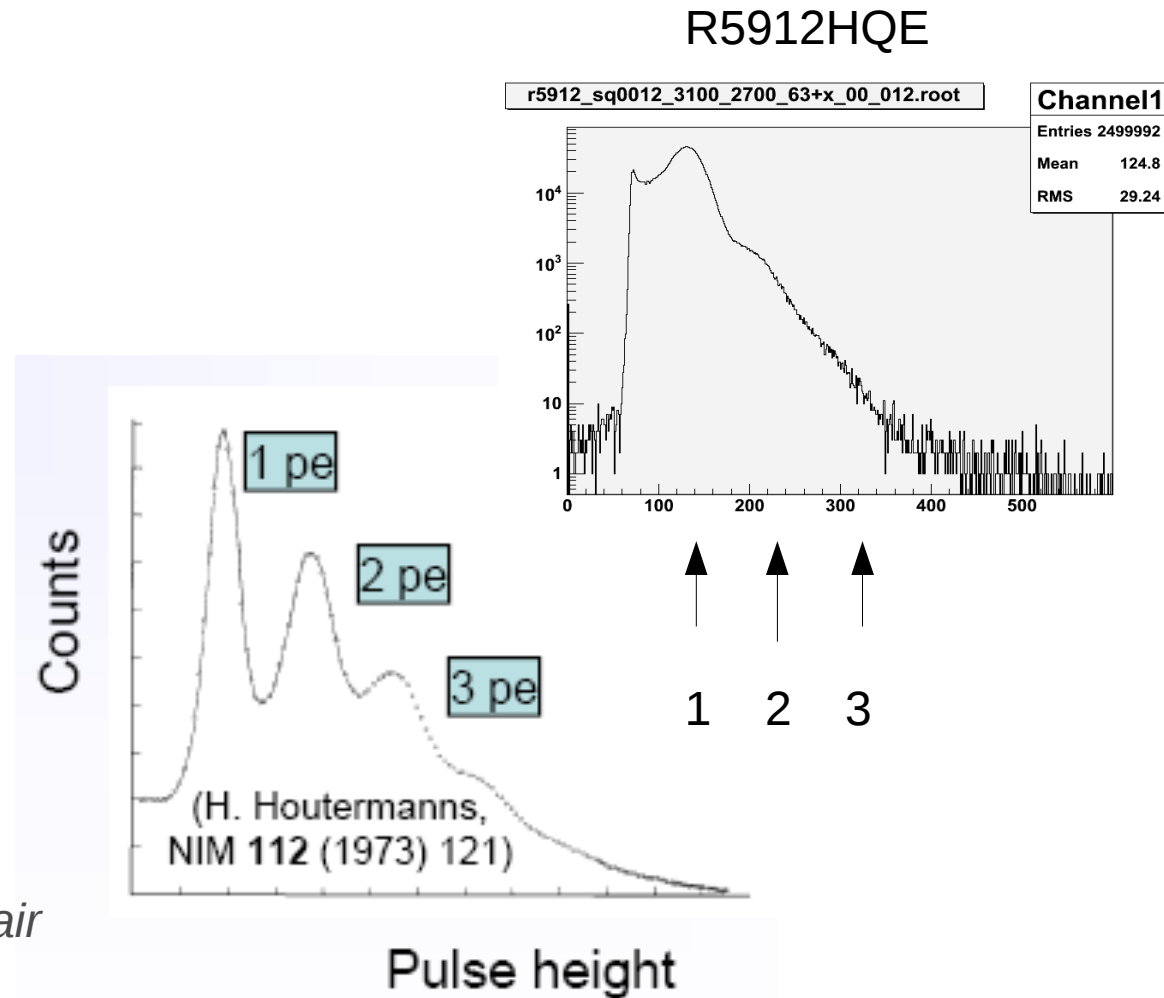 R5912HQE
r5912_sq0012_3100_2700_63+x_00_012.root
Channel1
Entries 2499992
Mean 124.8
RMS 29.24
10⁴
10³
10²
10
1
0 100 200 300 400 500
1 2 3
1 pe
2 pe
3 pe
Counts
(H. Houtermanns,
NIM 112 (1973) 121)
air
Pulse height